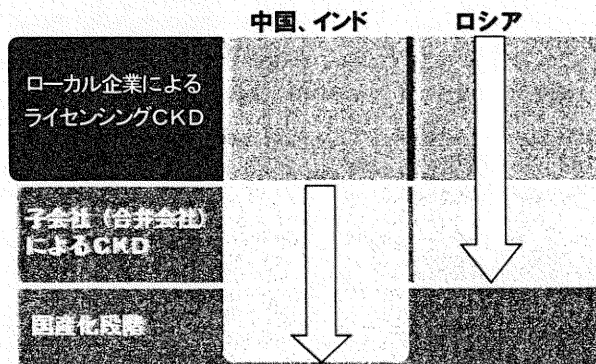 中国、インド
ロシア
ローカル企業による
ライセンシングCKD
子会社（合弁会社）
によるCKD
国産化段階